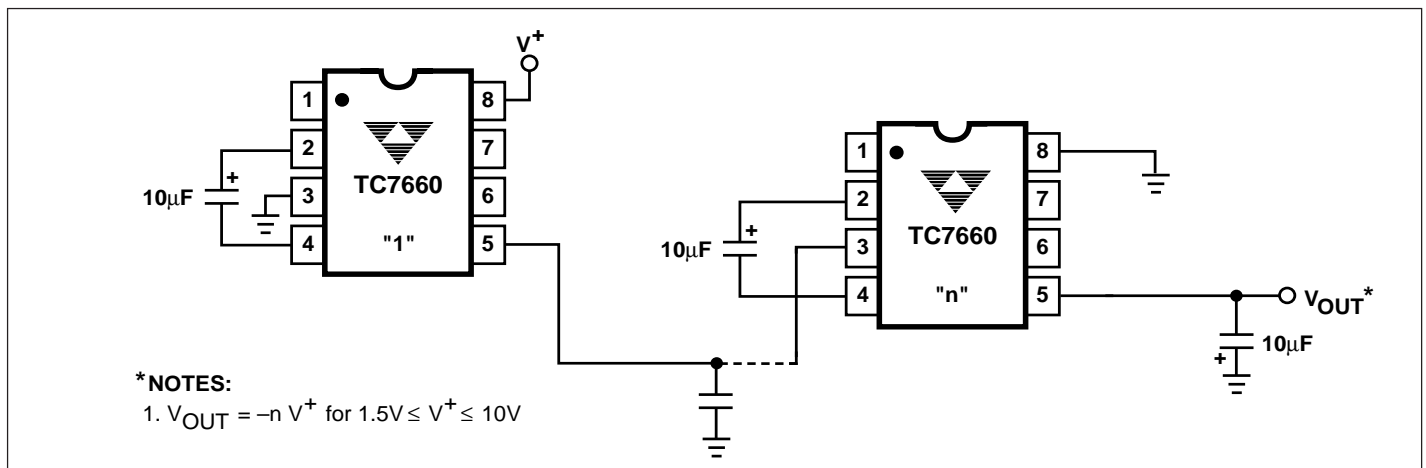 V+
1
8
2
7
3
6
4
5
+
10µF
TC7660
"1"
1
8
2
7
3
6
4
5
+
10µF
TC7660
"n"
VOUT*
+
10µF
*NOTES:
1. VOUT = –n V+ for 1.5V ≤ V+ ≤ 10V